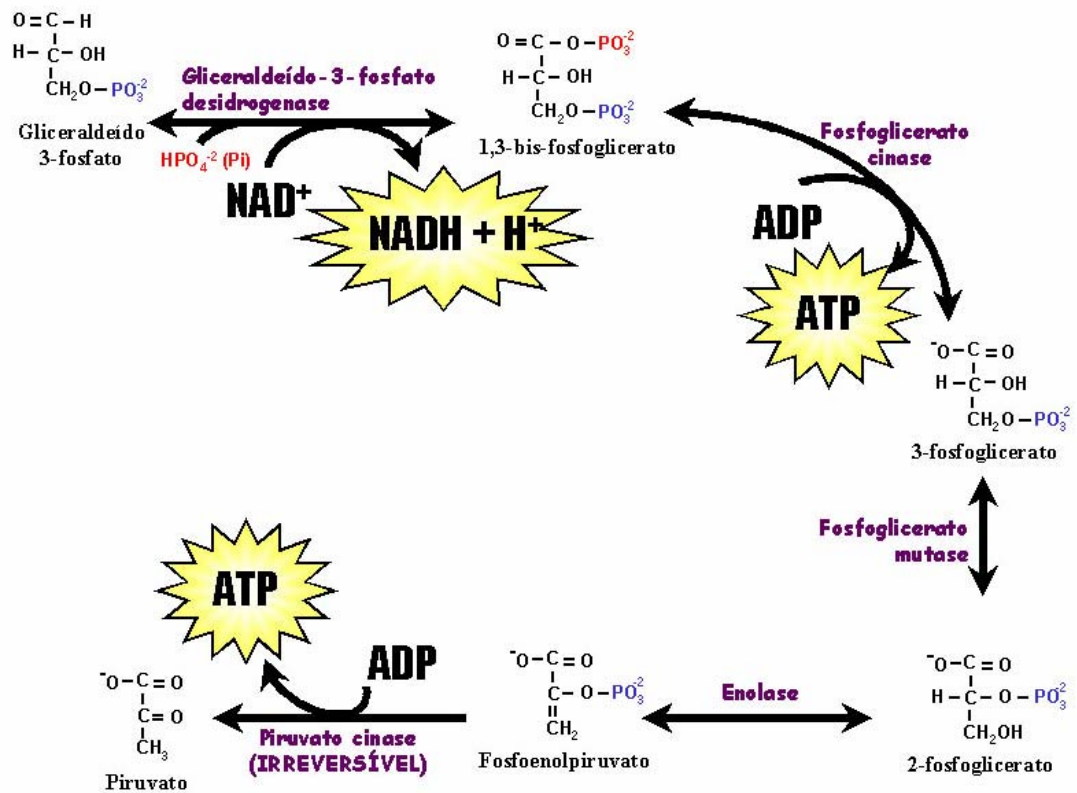 O=C-H
H-C-OH
CH₂O-PO₃⁻²
Gliceraldeído
3-fosfato
Gliceraldeído-3-fosfato
desidrogenase
HPO₄⁻² (Pi)
NAD⁺
NADH + H⁺
O=C-O-PO₃⁻²
H-C-OH
CH₂O-PO₃⁻²
1,3-bis-fosfoglicerato
Fosfoglicerato
cinase
ADP
ATP
⁻O-C=O
H-C-OH
CH₂O-PO₃⁻²
3-fosfoglicerato
Fosfoglicerato
mutase
⁻O-C=O
H-C-O-PO₃⁻²
CH₂OH
2-fosfoglicerato
Enolase
⁻O-C=O
C-O-PO₃⁻²
CH₂
Fosfoenolpiruvato
ADP
ATP
Piruvato cinase
(IRREVERSÍVEL)
⁻O-C=O
C=O
CH₃
Piruvato